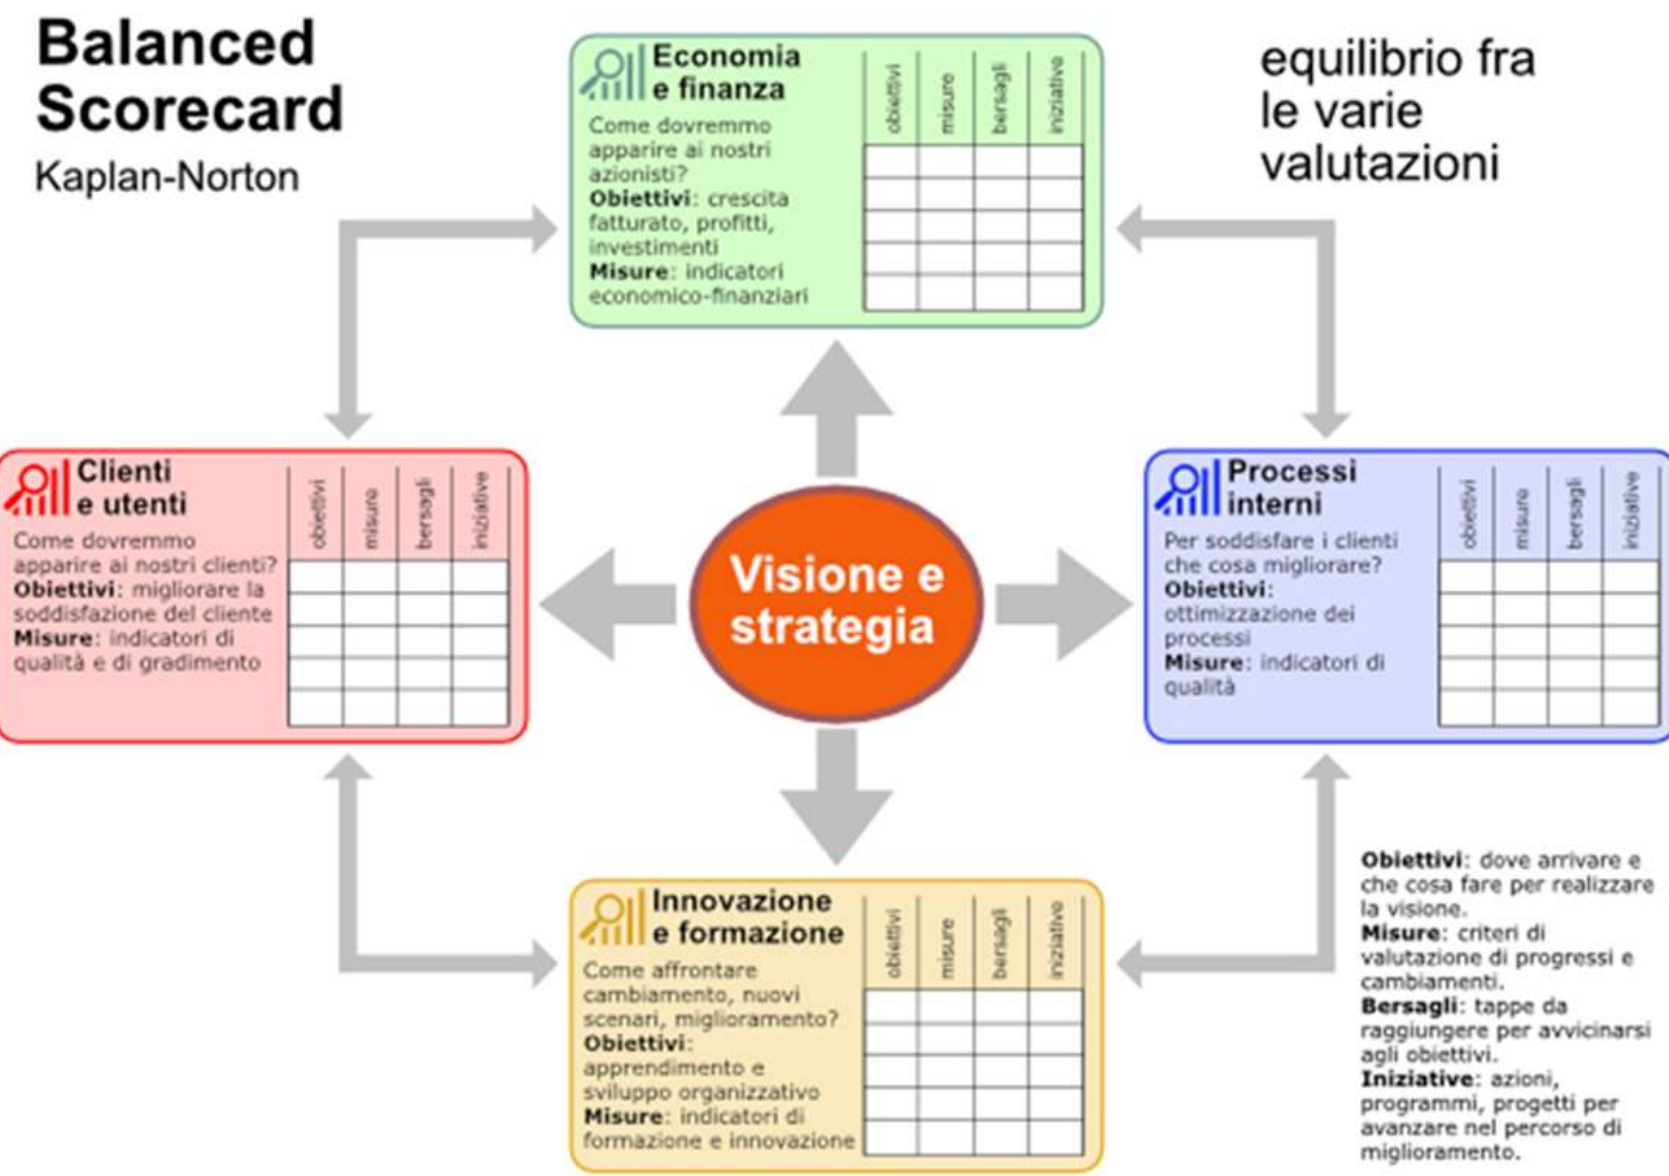 Balanced
Scorecard
Kaplan-Norton
equilibrio fra
le varie
valutazioni
Economia
e finanza
Come dovremmo
apparire ai nostri
azionisti?
Obiettivi: crescita
fatturato, profitti,
investimenti
Misure: indicatori
economico-finanziari
obiettivi
misure
bersagli
iniziative
Clienti
e utenti
Come dovremmo
apparire ai nostri clienti?
Obiettivi: migliorare la
soddisfazione del cliente
Misure: indicatori di
qualità e di gradimento
obiettivi
misure
bersagli
iniziative
Visione e
strategia
Processi
interni
Per soddisfare i clienti
che cosa migliorare?
Obiettivi:
ottimizzazione dei
processi
Misure: indicatori di
qualità
obiettivi
misure
bersagli
iniziative
Innovazione
e formazione
Come affrontare
cambiamento, nuovi
scenari, miglioramento?
Obiettivi:
apprendimento e
sviluppo organizzativo
Misure: indicatori di
formazione e innovazione
obiettivi
misure
bersagli
iniziative
Obiettivi: dove arrivare e
che cosa fare per realizzare
la visione.
Misure: criteri di
valutazione di progressi e
cambiamenti.
Bersagli: tappe da
raggiungere per avvicinarsi
agli obiettivi.
Iniziative: azioni,
programmi, progetti per
avanzare nel percorso di
miglioramento.